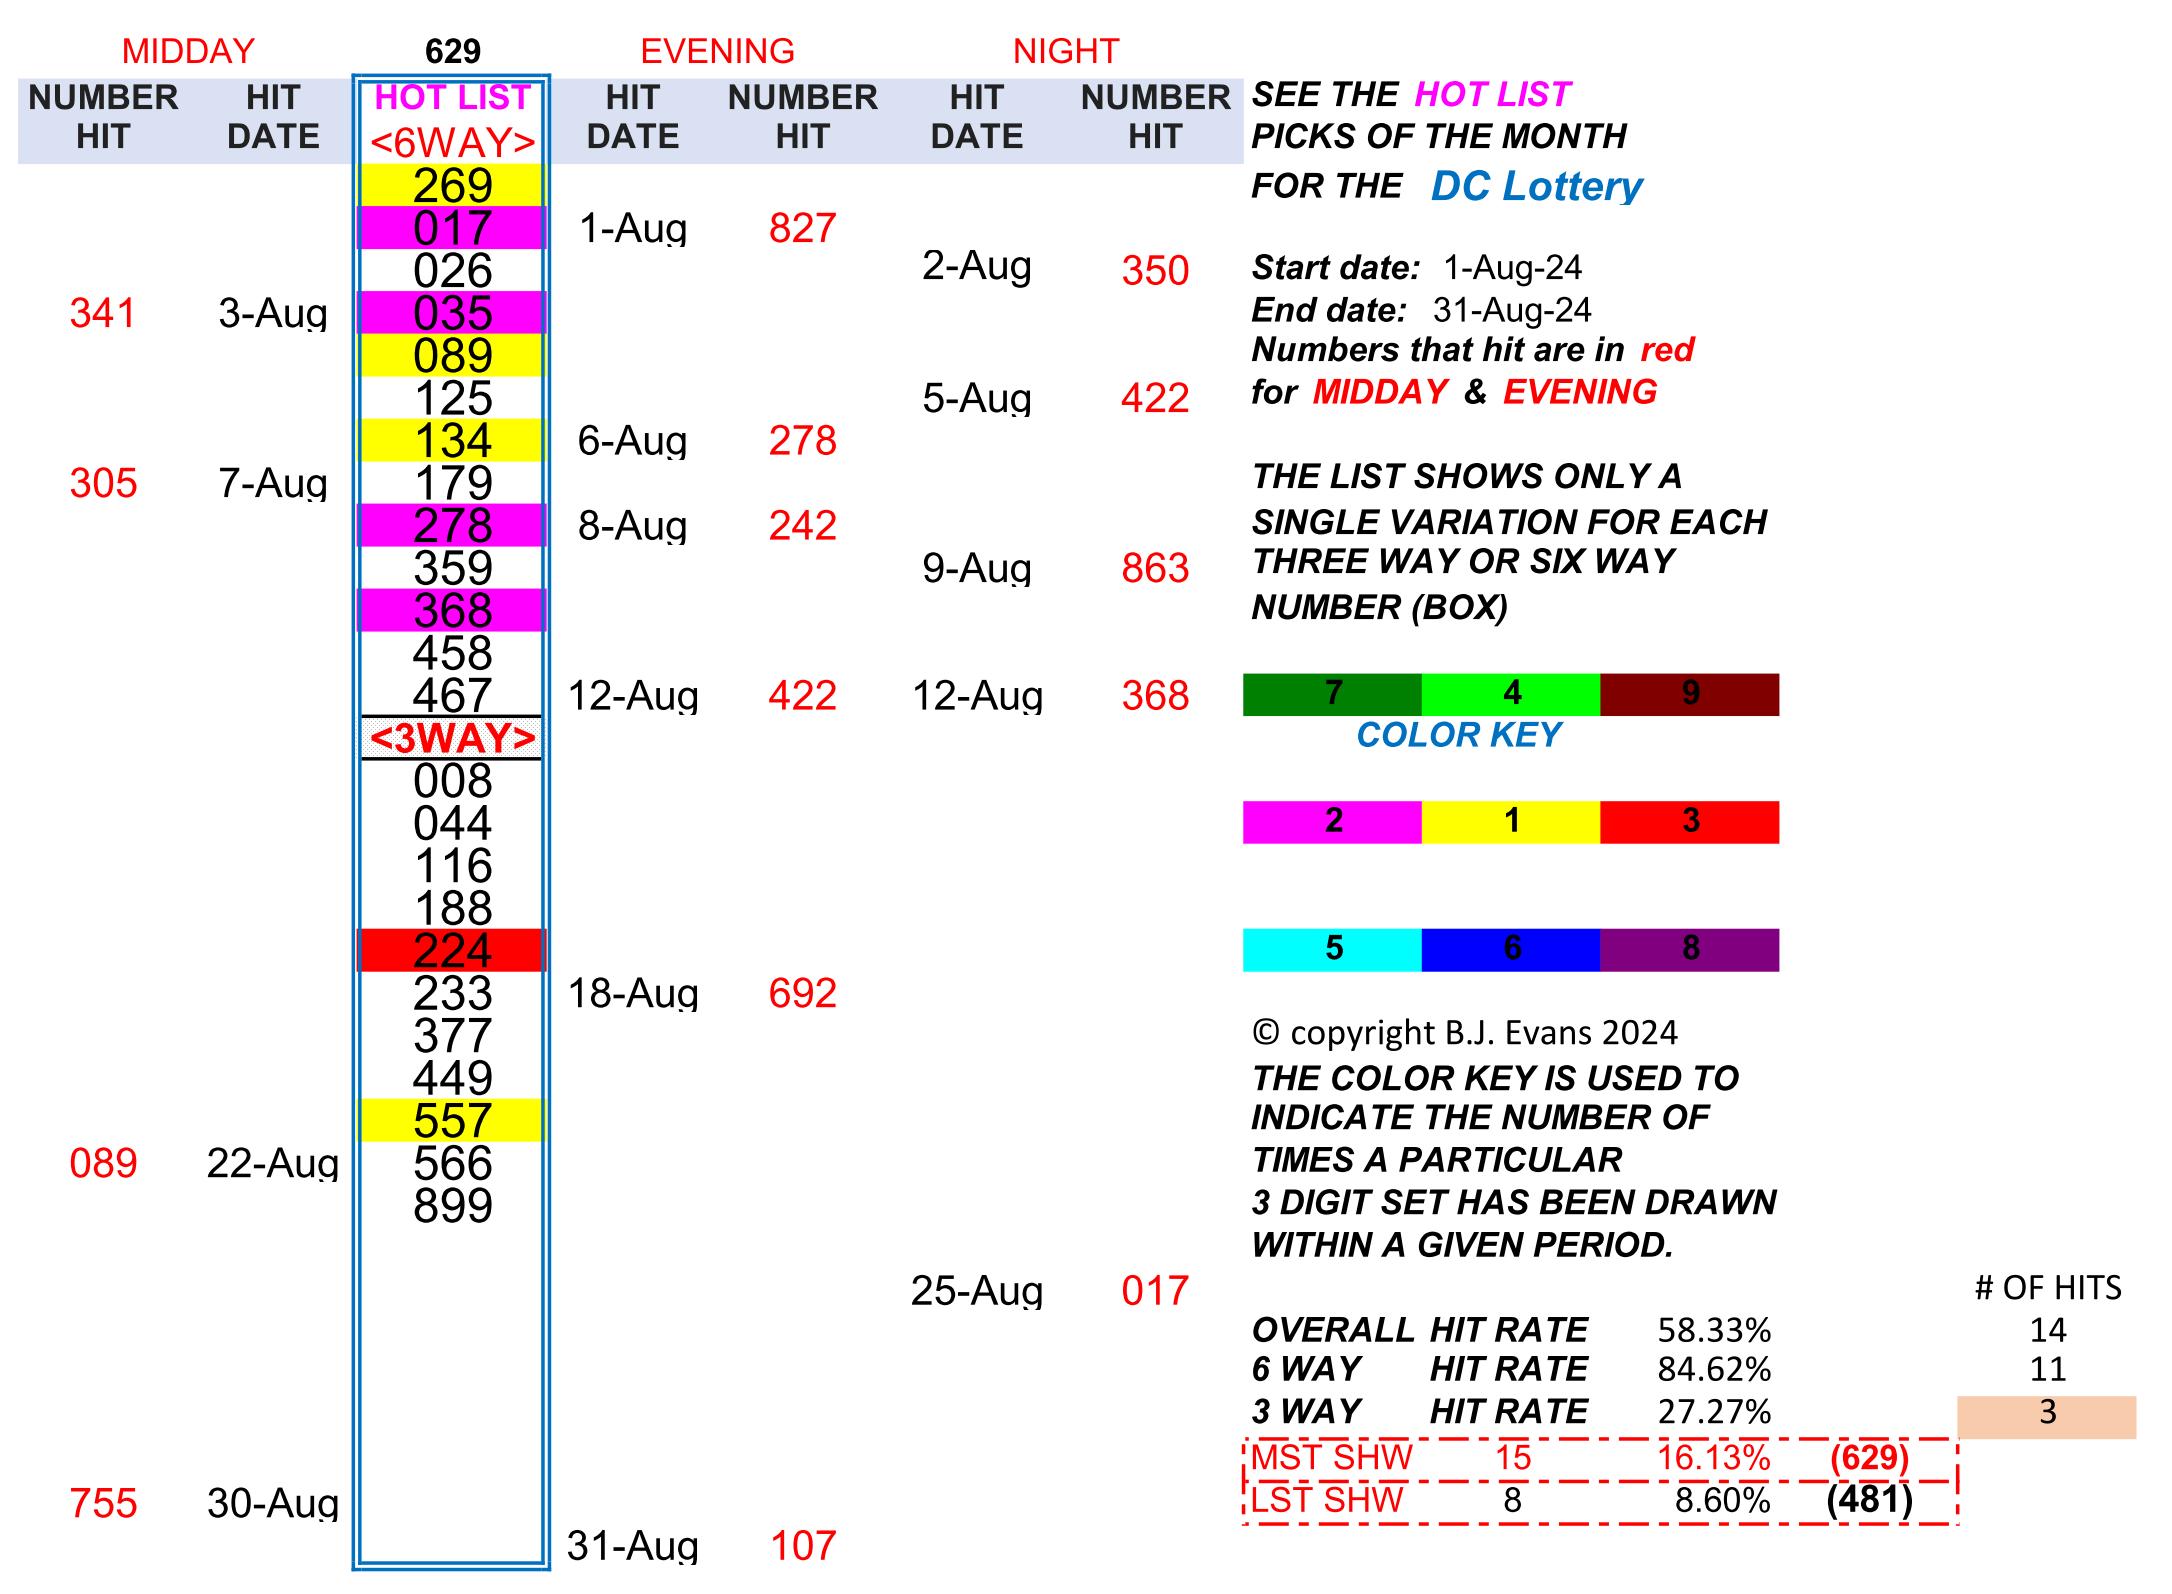 MIDDAY 629 EVENING NIGHT
NUMBER HIT HOT LIST HIT NUMBER HIT NUMBER SEE THE HOT LIST
HIT DATE <6WAY> DATE HIT DATE HIT PICKS OF THE MONTH
269 FOR THE DC Lottery
017 1-Aug 827
026 2-Aug 350 Start date: 1-Aug-24
341 3-Aug 035 End date: 31-Aug-24
089 Numbers that hit are in red
125 5-Aug 422 for MIDDAY & EVENING
134 6-Aug 278
305 7-Aug 179 THE LIST SHOWS ONLY A
278 8-Aug 242 SINGLE VARIATION FOR EACH
359 9-Aug 863 THREE WAY OR SIX WAY
368 NUMBER (BOX)
458
467 12-Aug 422 12-Aug 368 7 4 9
<3WAY> COLOR KEY
008
044 2 1 3
116
188
224 5 6 8
233 18-Aug 692
377 © copyright B.J. Evans 2024
449 THE COLOR KEY IS USED TO
557 INDICATE THE NUMBER OF
089 22-Aug 566 TIMES A PARTICULAR
899 3 DIGIT SET HAS BEEN DRAWN
WITHIN A GIVEN PERIOD.
25-Aug 017 # OF HITS
OVERALL HIT RATE 58.33% 14
6 WAY HIT RATE 84.62% 11
3 WAY HIT RATE 27.27% 3
MST SHW 15 16.13% (629)
755 30-Aug LST SHW 8 8.60% (481)
31-Aug 107